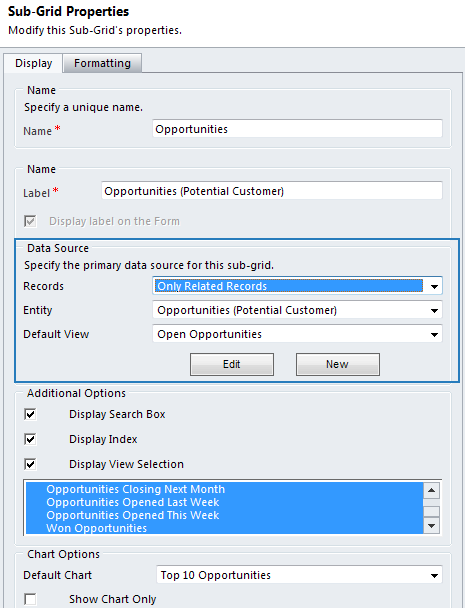 Sub-Grid Properties
Modify this Sub-Grid's properties.
Display Formatting
Name
Specify a unique name.
Name * Opportunities
Name
Label * Opportunities (Potential Customer)
Display label on the Form
Data Source
Specify the primary data source for this sub-grid.
Records Only Related Records
Entity Opportunities (Potential Customer)
Default View Open Opportunities
Edit New
Additional Options
Display Search Box
Display Index
Display View Selection
Opportunities Closing Next Month
Opportunities Opened Last Week
Opportunities Opened This Week
Won Opportunities
Chart Options
Default Chart Top 10 Opportunities
Show Chart Only